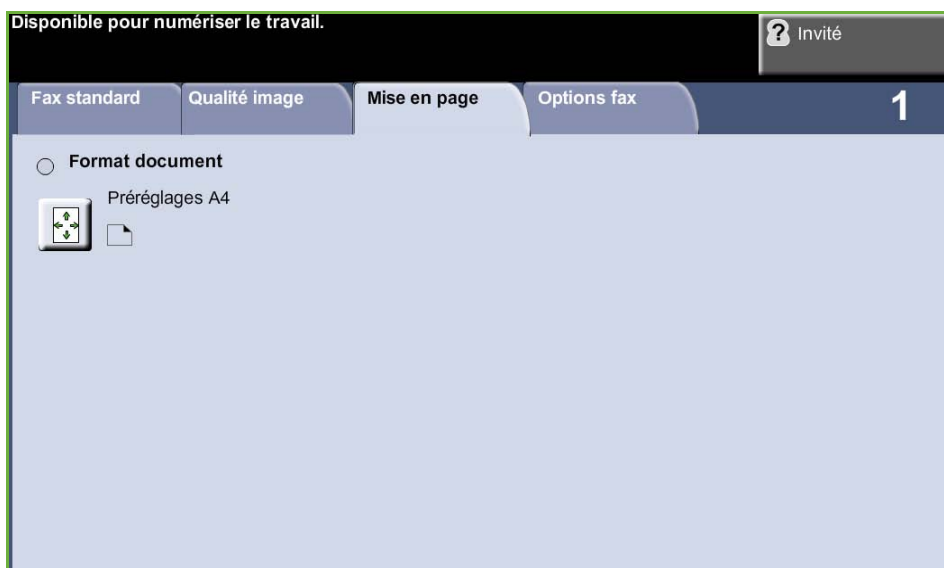 Disponible pour numériser le travail.
Invité
Fax standard
Qualité image
Mise en page
Options fax
1
Format document
Préréglages A4